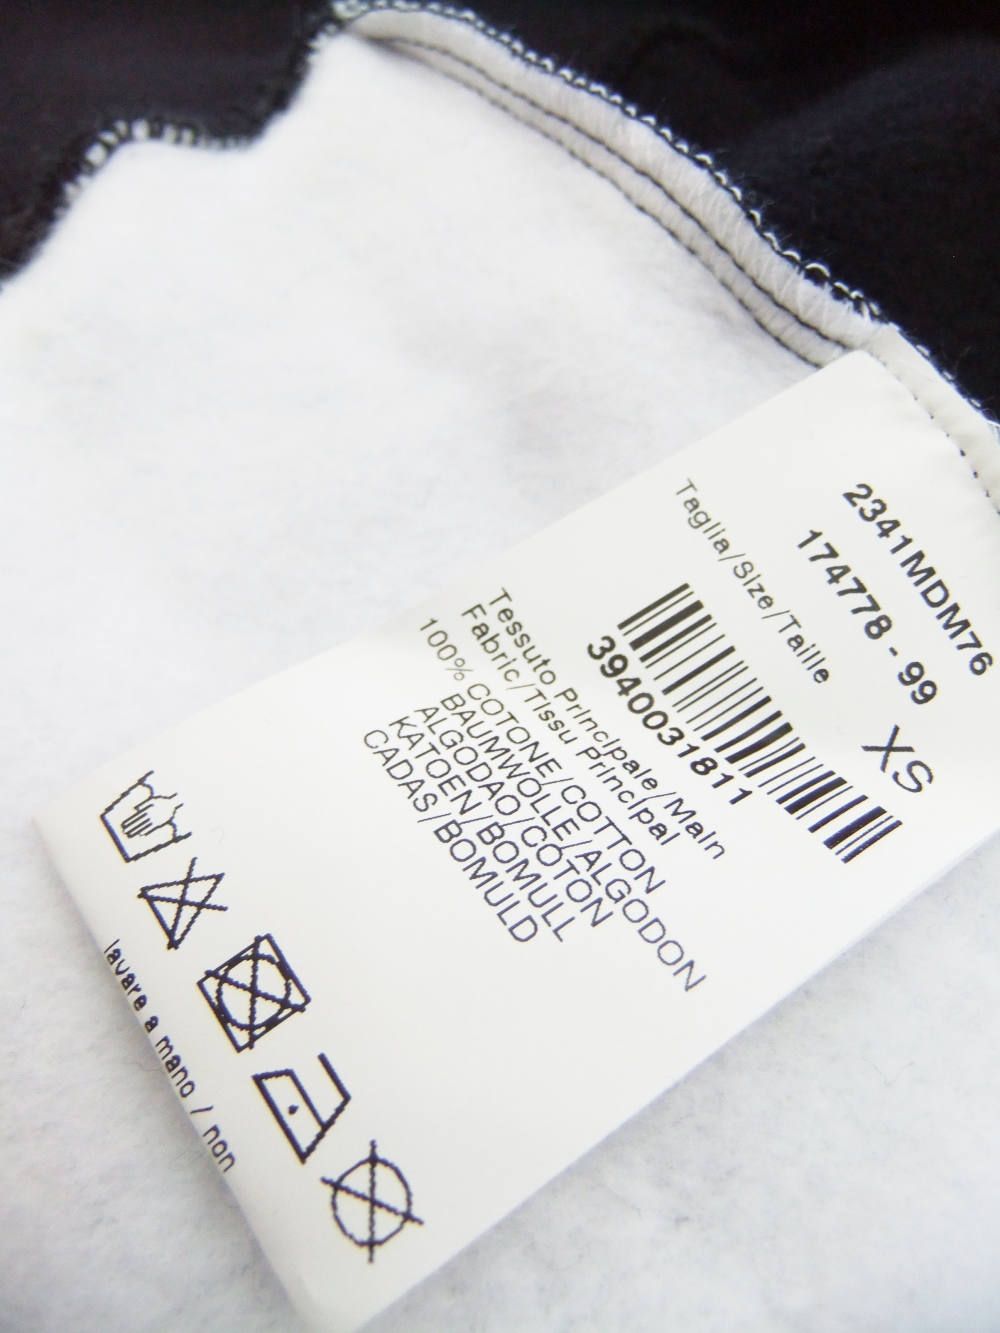 2341MDM76
174778 - 99
Taglia/Size/Taille XS
3940031811
Tessuto Principale/Main
Fabric/Tissu Principal
100% COTONE/COTTON
BAUMWOLLE/ALGODON
ALGODAO/COTON
KATOEN/BOMULL
CADAS/BOMULD
lavare a mano / non